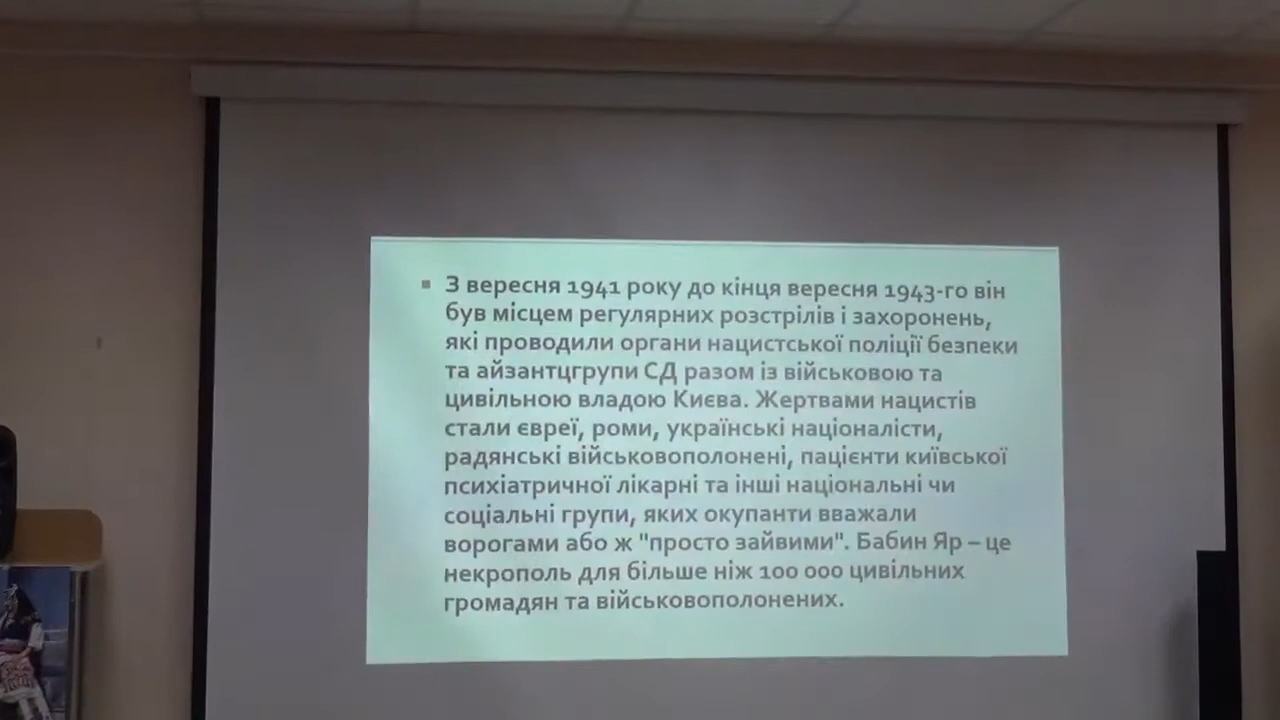 З вересня 1941 року до кінця вересня 1943-го він
був місцем регулярних розстрілів і захоронень,
які проводили органи нацистської поліції безпеки
та айзантцгрупи СД разом із військовою та
цивільною владою Києва. Жертвами нацистів
стали євреї, роми, українські націоналісти,
радянські військовополонені, пацієнти київської
психіатричної лікарні та інші національні чи
соціальні групи, яких окупанти вважали
ворогами або ж "просто зайвими". Бабин Яр – це
некрополь для більше ніж 100 000 цивільних
громадян та військовополонених.